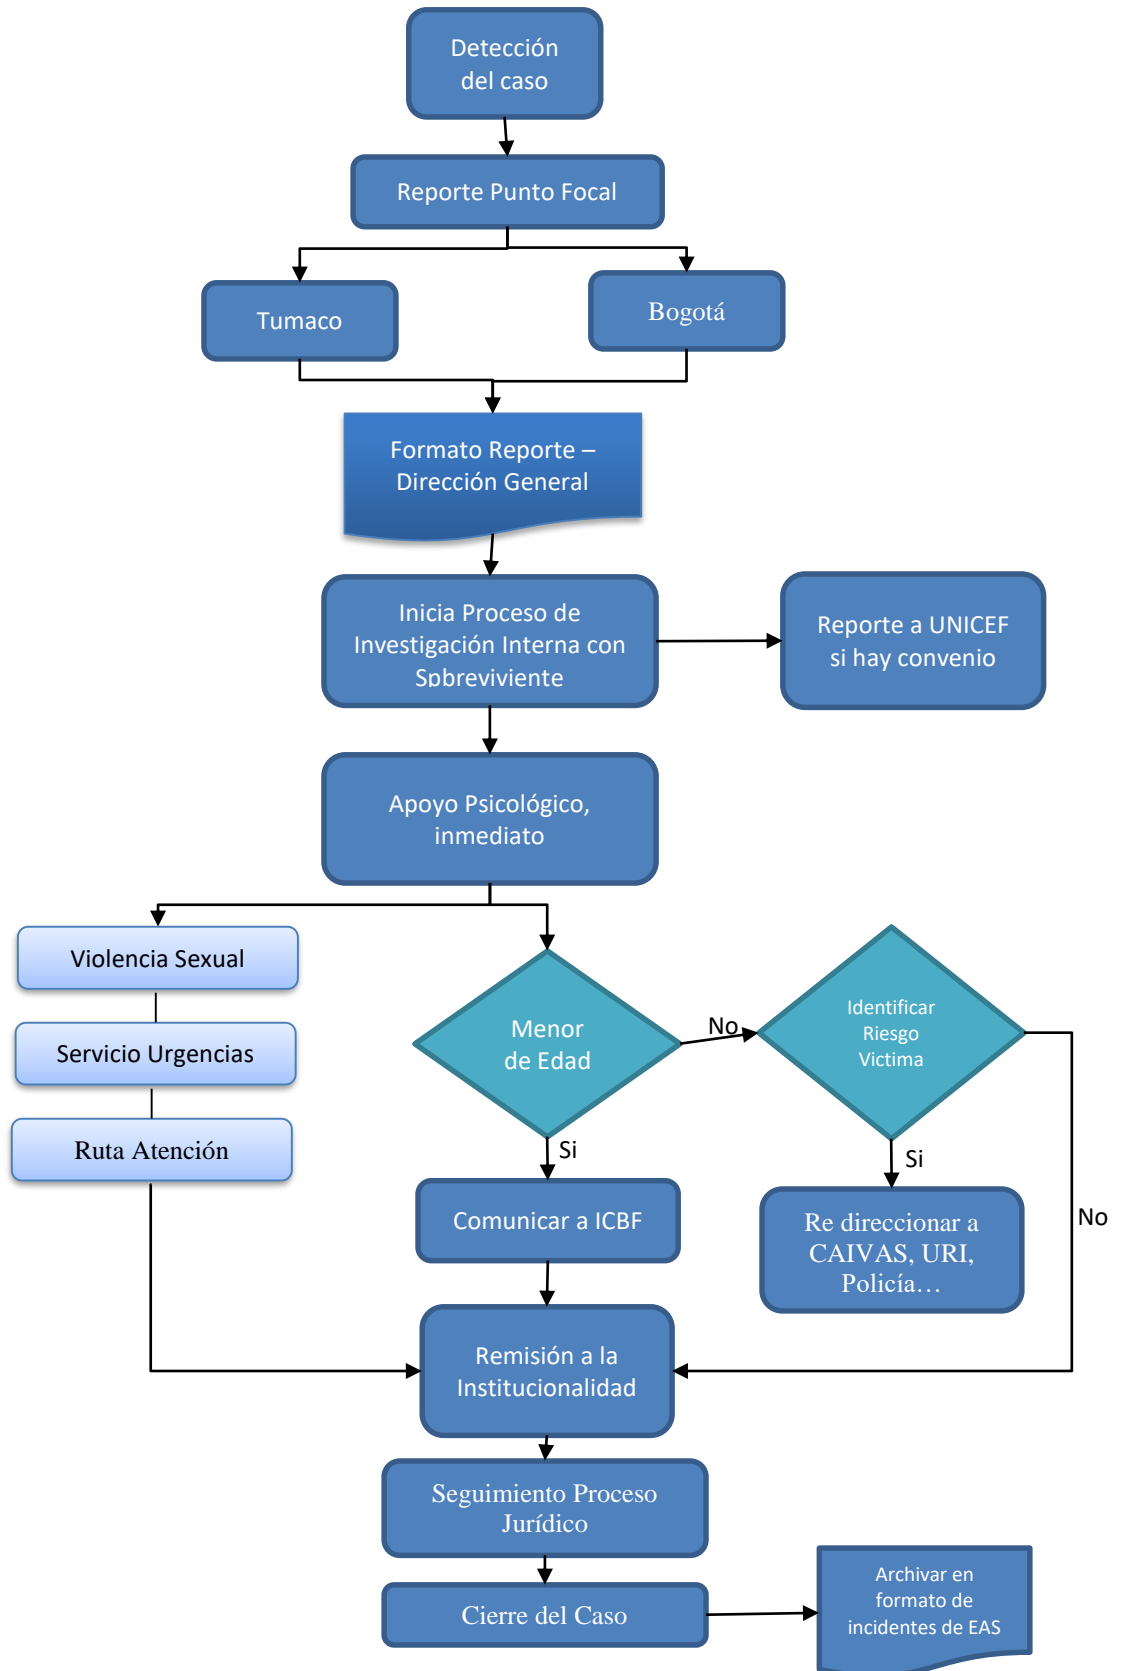 Detección
del caso
Reporte Punto Focal
Tumaco
Bogotá
Formato Reporte –
Dirección General
Inicia Proceso de
Investigación Interna con
Spbreviviente
Reporte a UNICEF
si hay convenio
Apoyo Psicológico,
inmediato
Violencia Sexual
Servicio Urgencias
Ruta Atención
Menor
de Edad
No
Identificar
Riesgo
Victima
Si
Si
No
Comunicar a ICBF
Re direccionar a
CAIVAS, URI,
Policía…
Remisión a la
Institucionalidad
Seguimiento Proceso
Jurídico
Cierre del Caso
Archivar en
formato de
incidentes de EAS